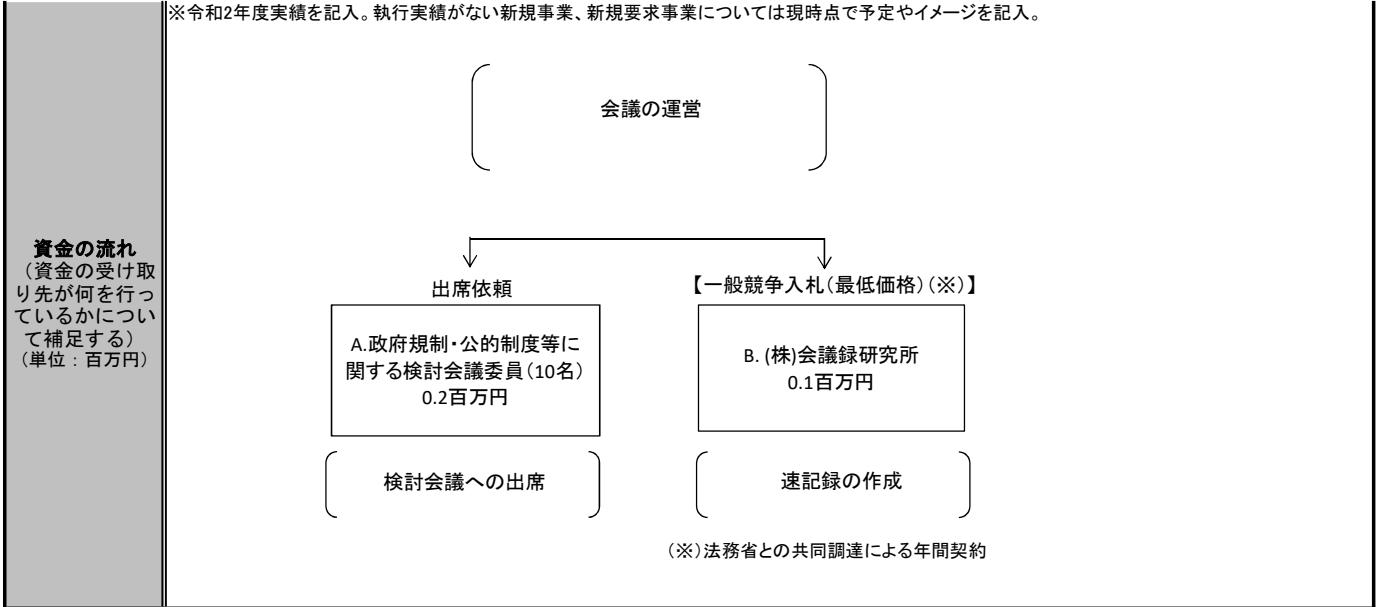 ※令和2年度実績を記入。執行実績がない新規事業、新規要求事業については現時点で予定やイメージを記入。
会議の運営
資金の流れ
（資金の受け取
り先が何を行っ
ているかについ
て補足する）
（単位：百万円）
出席依頼
A.政府規制・公的制度等に
関する検討会議委員（10名）
0.2百万円
検討会議への出席
【一般競争入札（最低価格）（※）】
B. （株）会議録研究所
0.1百万円
速記録の作成
（※）法務省との共同調達による年間契約